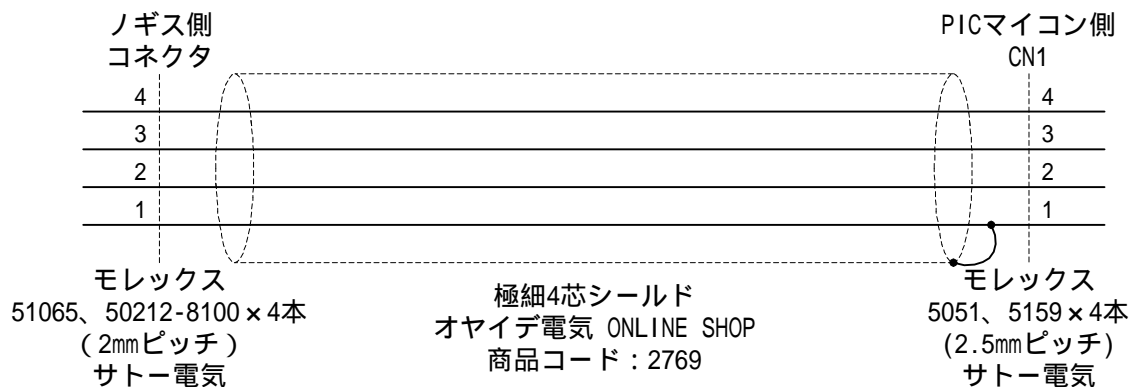 ノギス側
コネクタ
PICマイコン側
CN1
4
4
3
3
2
2
1
1
モレックス
51065、50212-8100×4本
(2mmピッチ)
サトー電気
極細4芯シールド
オヤイデ電気 ONLINE SHOP
商品コード:2769
モレックス
5051、5159×4本
(2.5mmピッチ)
サトー電気